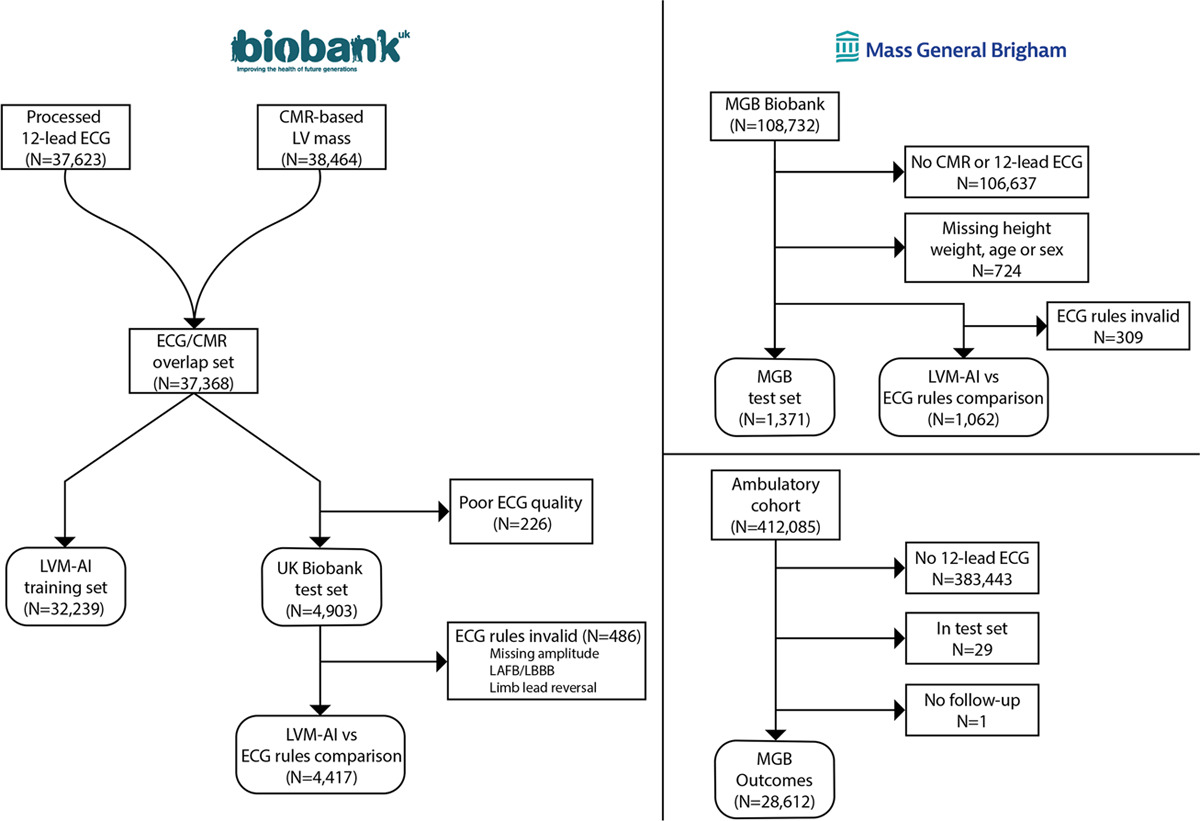 biobank uk
Improving the health of future generations
Processed
12-lead ECG
(N=37,623)
CMR-based
LV mass
(N=38,464)
ECG/CMR
overlap set
(N=37,368)
Poor ECG quality
(N=226)
LVM-AI
training set
(N=32,239)
UK Biobank
test set
(N=4,903)
ECG rules invalid (N=486)
Missing amplitude
LAFB/LBBB
Limb lead reversal
LVM-AI vs
ECG rules comparison
(N=4,417)
Mass General Brigham
MGB Biobank
(N=108,732)
No CMR or 12-lead ECG
N=106,637
Missing height
weight, age or sex
N=724
ECG rules invalid
N=309
MGB
test set
(N=1,371)
LVM-AI vs
ECG rules comparison
(N=1,062)
Ambulatory
cohort
(N=412,085)
No 12-lead ECG
N=383,443
In test set
N=29
No follow-up
N=1
MGB
Outcomes
(N=28,612)